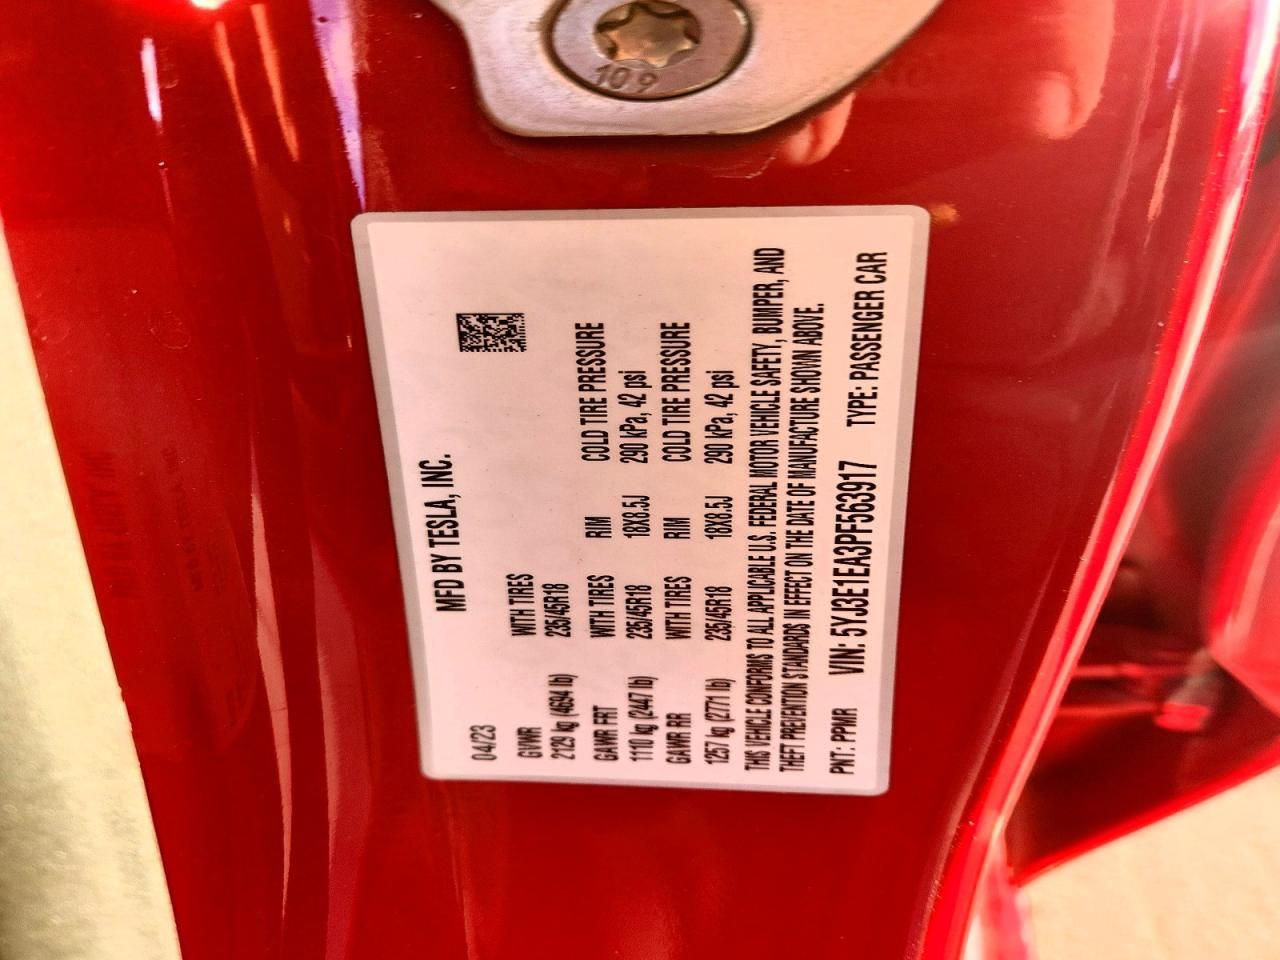 10 9
MFD BY TESLA, INC.
04/23
GVWR WITH TIRES
2129 kg (4694 lb) 235/45R18
GAWR FRT WITH TIRES RIM COLD TIRE PRESSURE
1110 kg (2447 lb) 235/45R18 18X8.5J 290 kPa, 42 psi
GAWR RR WITH TIRES RIM COLD TIRE PRESSURE
1257 kg (2771 lb) 235/45R18 18X8.5J 290 kPa, 42 psi
THIS VEHICLE CONFORMS TO ALL APPLICABLE U.S. FEDERAL MOTOR VEHICLE SAFETY, BUMPER, AND
THEFT PREVENTION STANDARDS IN EFFECT ON THE DATE OF MANUFACTURE SHOWN ABOVE.
PNT: PPMR VIN: 5YJ3E1EA3PF563917 TYPE: PASSENGER CAR